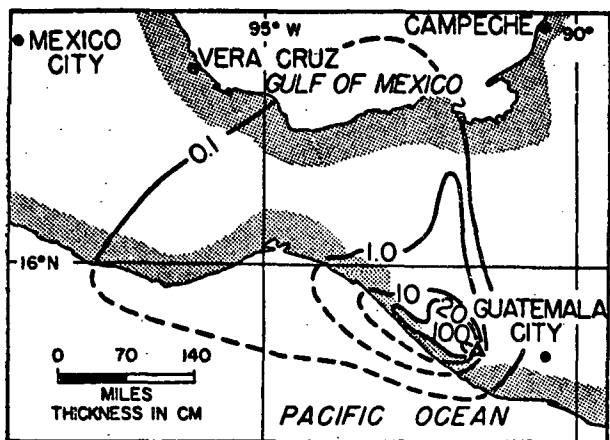 95° W
CAMPECHE
90°
MEXICO
CITY
VERA CRUZ
GULF OF MEXICO
0.1
16°N
1.0
10
20
100
GUATEMALA
CITY
0 70 140
MILES
THICKNESS IN CM
PACIFIC OCEAN